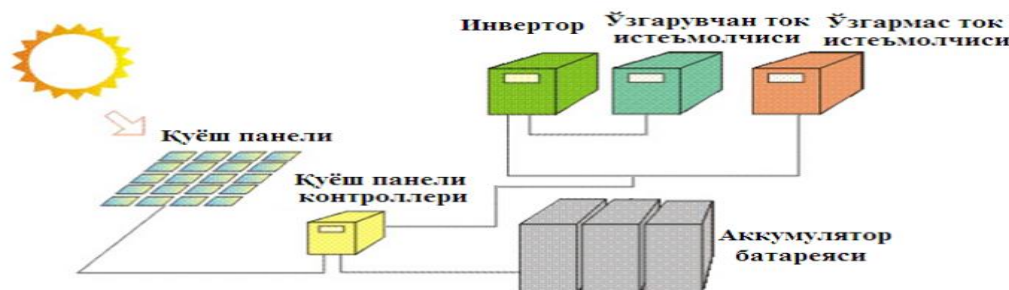 Инвертор
Ўзгарувчан ток
истеъмолчиси
Ўзгармас ток
истеъмолчиси
Қуёш панели
Қуёш панели
контроллери
Аккумулятор
батареяси